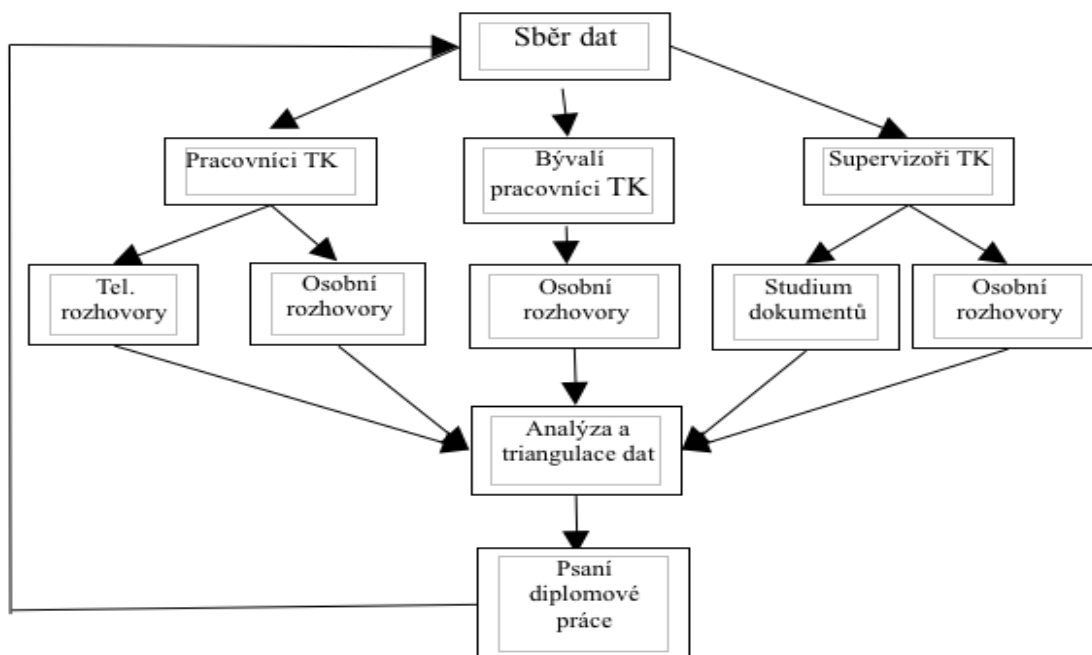 Sběr dat
Pracovníci TK
Bývalí
pracovníci TK
Supervizoři TK
Tel.
rozhovory
Osobní
rozhovory
Osobní
rozhovory
Studium
dokumentů
Osobní
rozhovory
Analýza a
triangulace dat
Psaní
diplomové
práce